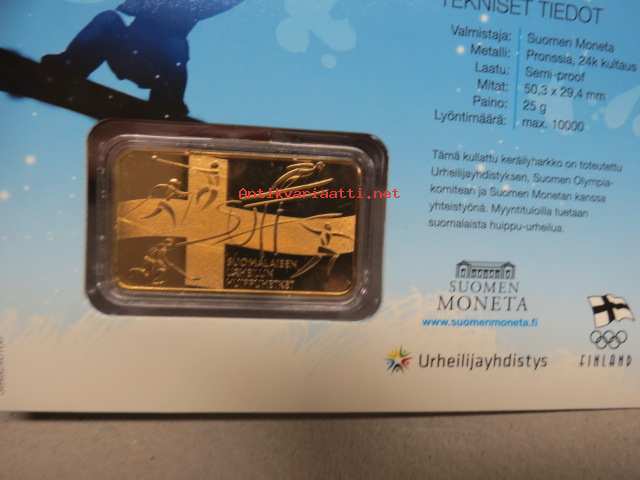 TEKNISET TIEDOT
Valmistaja: Suomen Moneta
Metalli: Pronssia, 24k kultaus
Laatu: Semi-proof
Mitat: 50,3 x 29,4 mm
Paino: 25 g
Lyöntimäärä: max. 10000
Tämä kullattu keräilyharkko on toteutettu
Urheilijayhdistyksen, Suomen Olympia-
komitean ja Suomen Monetan kanssa
yhteistyönä. Myyntituloilla tuetaan
suomalaista huippu-urheilua.
Antikvariaatti.net
SUOMALAISEN
URHEILUN
HUIPPUHETKET
SUOMEN
MONETA
www.suomenmoneta.fi
Urheilijayhdistys
FINLAND